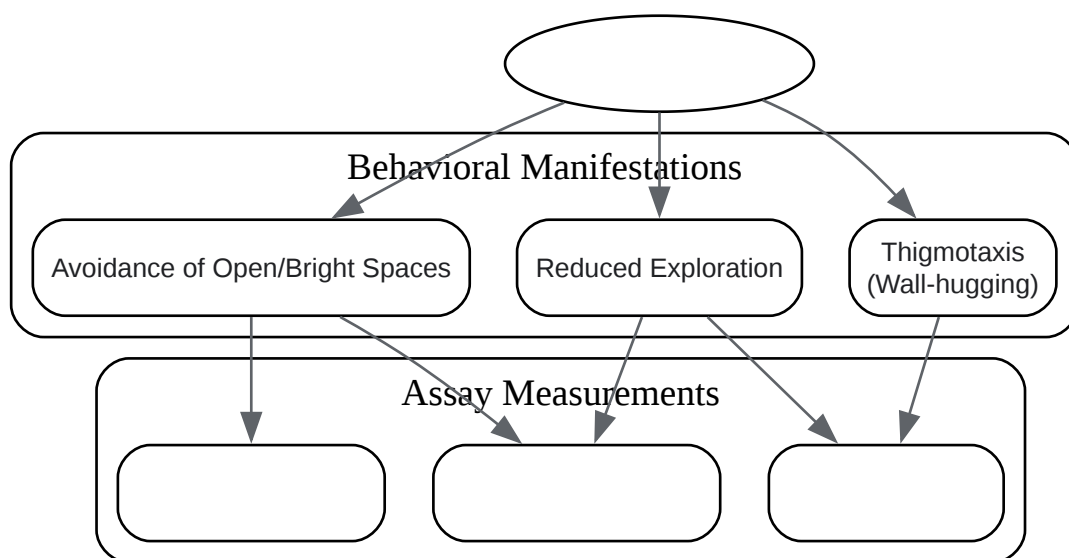 Behavioral Manifestations
Avoidance of Open/Bright Spaces
Reduced Exploration
Thigmotaxis
(Wall-hugging)
Assay Measurements